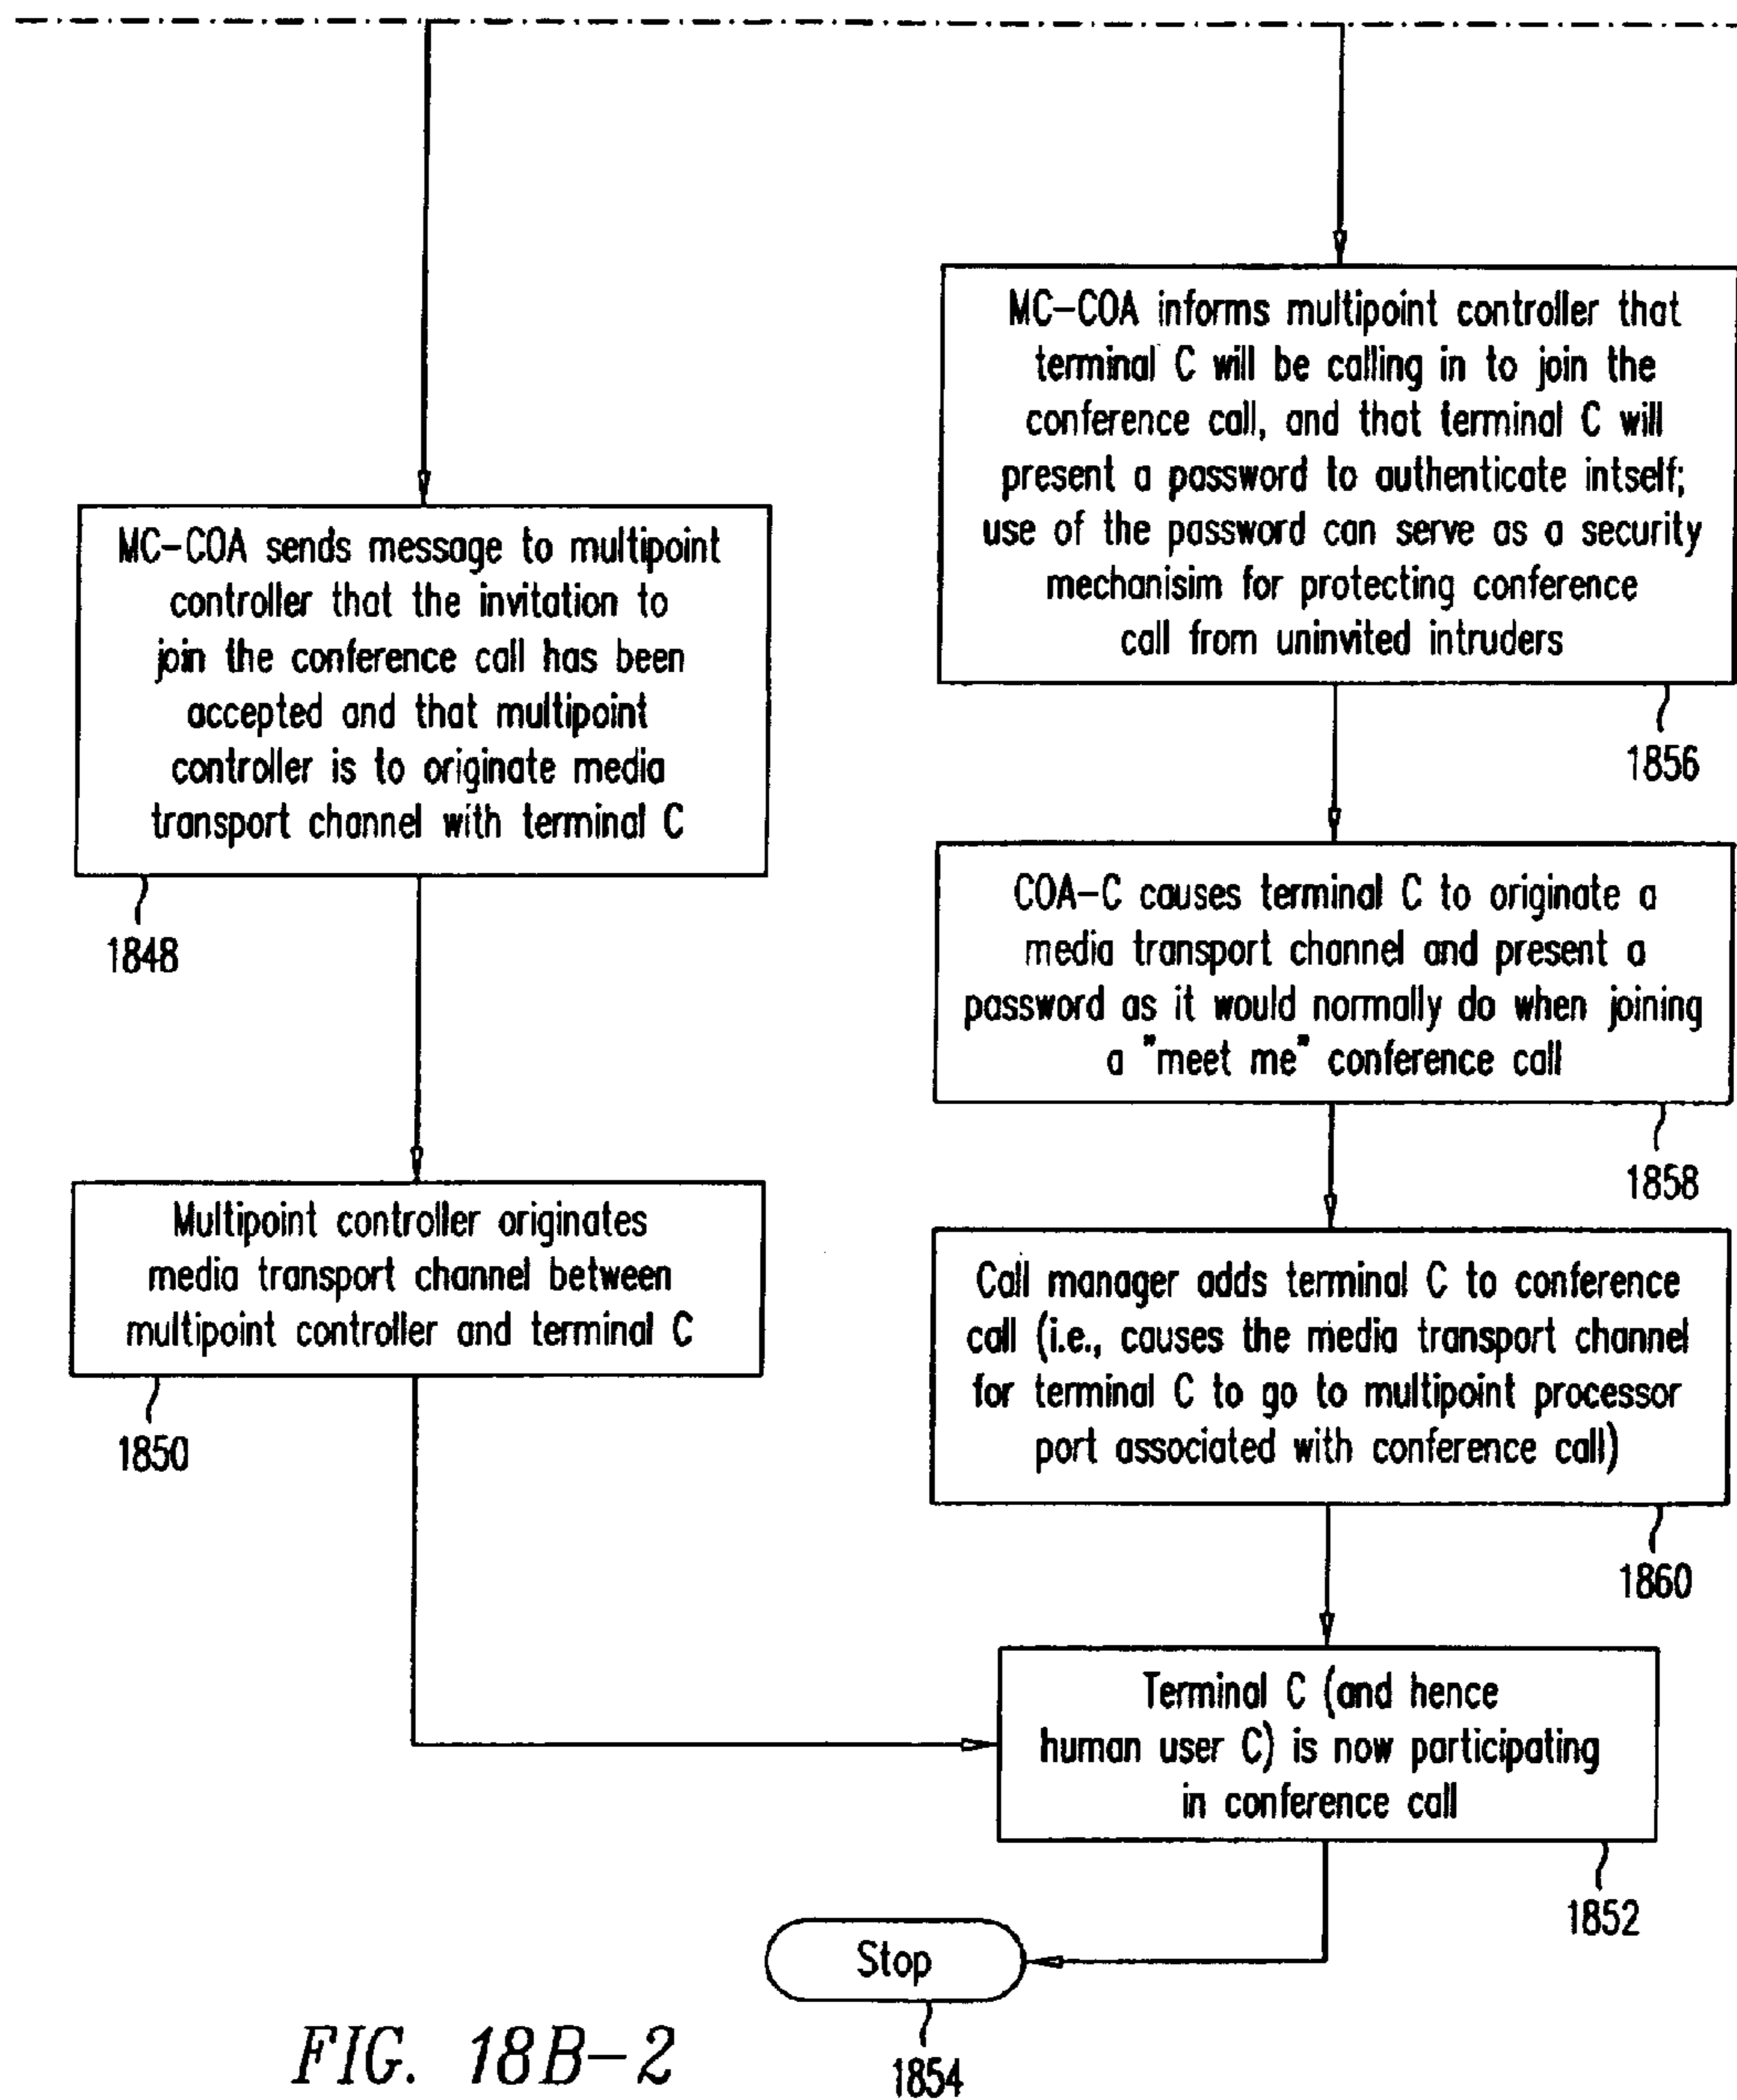 MC-COA sends message to multipoint
controller that the invitation to
join the conference call has been
accepted and that multipoint
controller is to originate media
transport channel with terminal C
1848
Multipoint controller originates
media transport channel between
multipoint controller and terminal C
1850
MC-COA informs multipoint controller that
terminal C will be calling in to join the
conference call, and that terminal C will
present a password to authenticate intself;
use of the password can serve as a security
mechanisim for protecting conference
call from uninvited intruders
1856
COA-C causes terminal C to originate a
media transport channel and present a
password as it would normally do when joining
a "meet me" conference call
1858
Call manager adds terminal C to conference
call (i.e., causes the media transport channel
for terminal C to go to multipoint processor
port associated with conference call)
1860
Terminal C (and hence
human user C) is now participating
in conference call
1852
Stop
1854
FIG. 18B-2